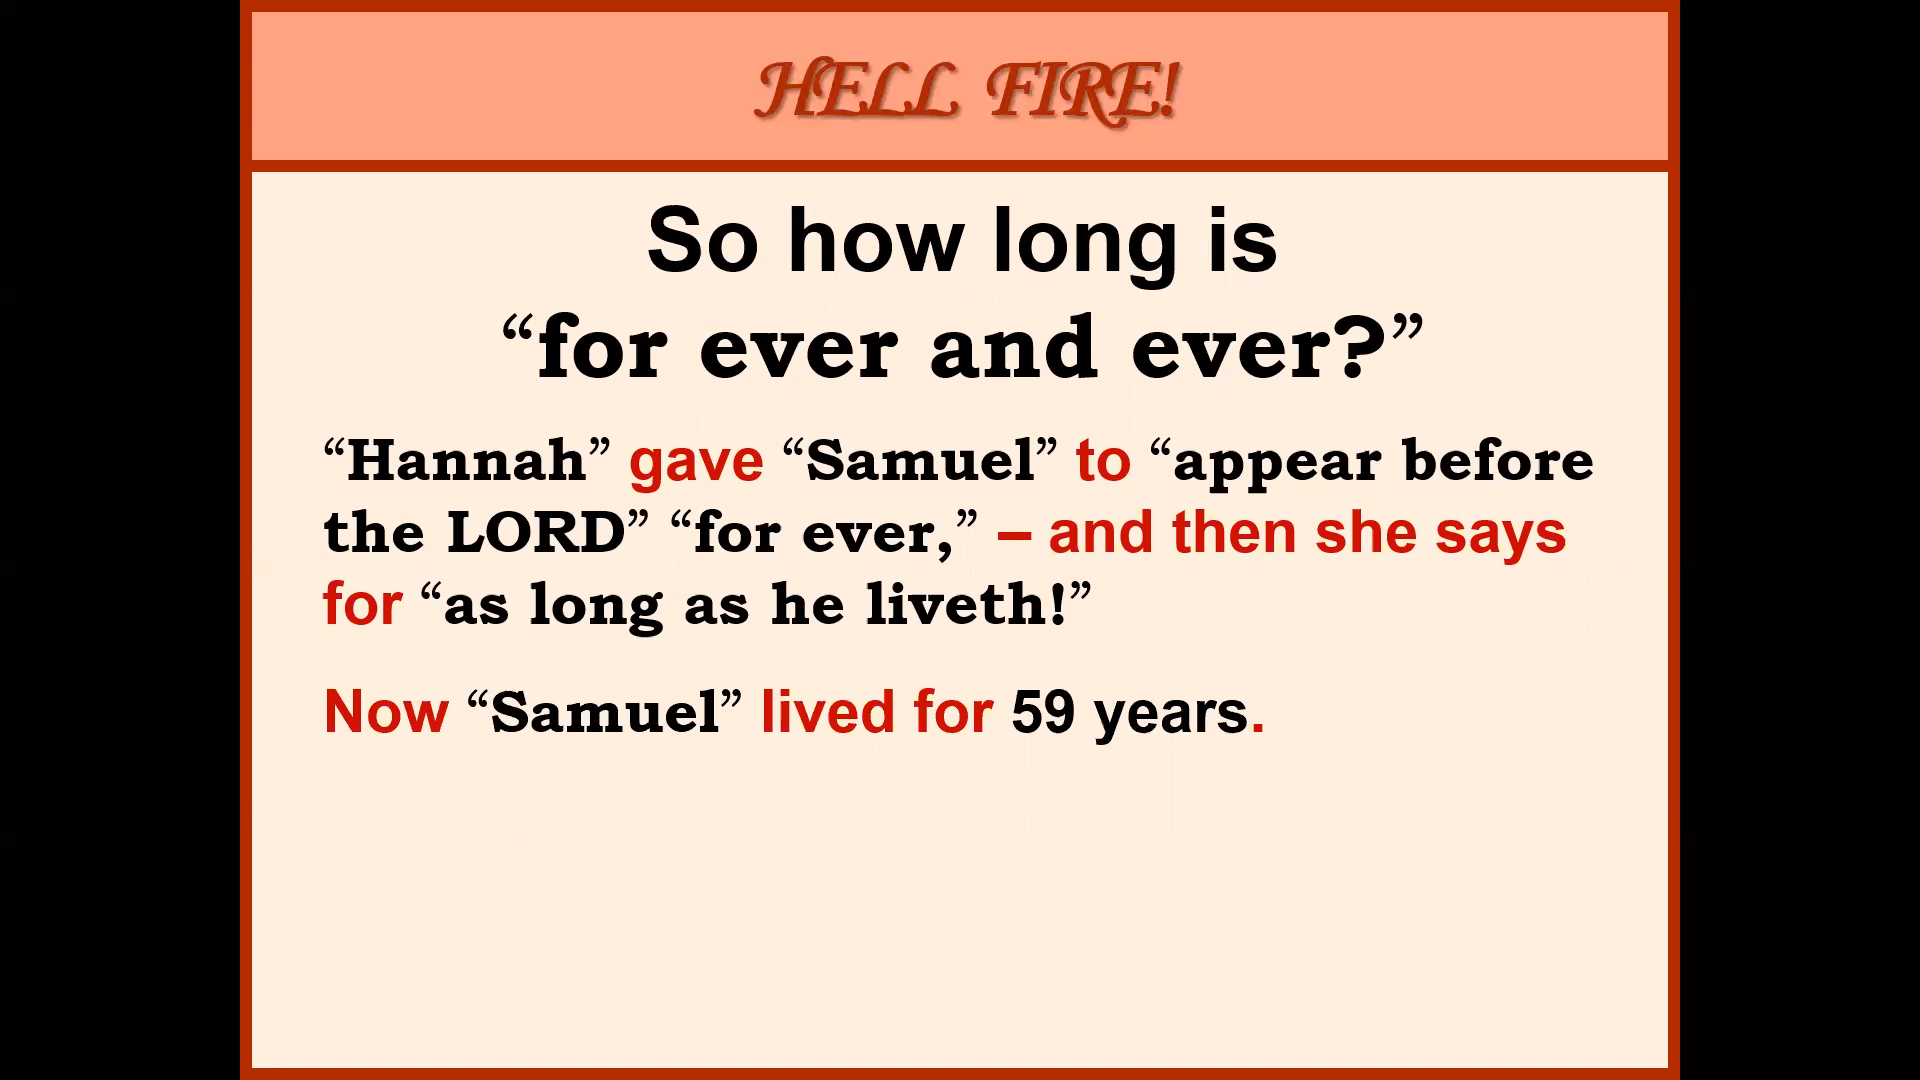 HELL FIRE!
So how long is
“for ever and ever?”
“Hannah” gave “Samuel” to “appear before
the LORD” “for ever,” – and then she says
for “as long as he liveth!”
Now “Samuel” lived for 59 years.